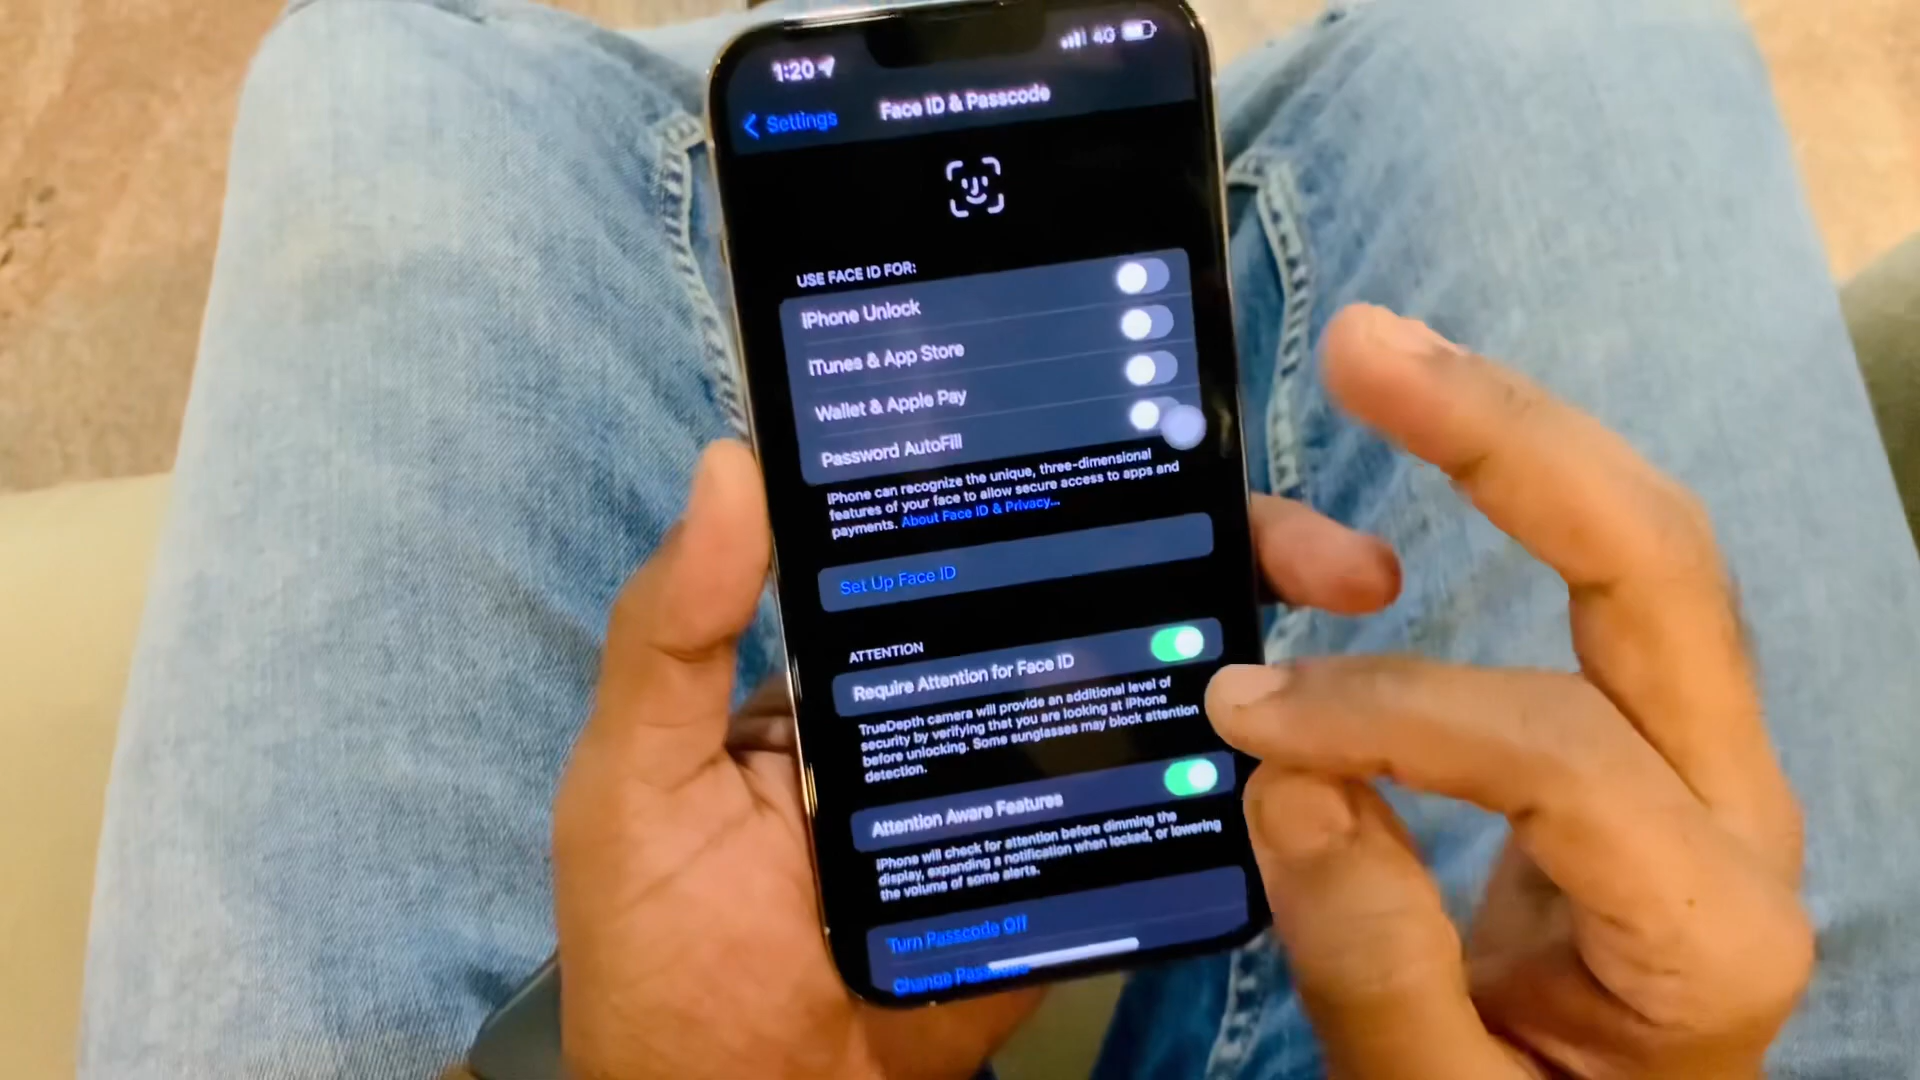 1:20
4G
Settings
Face ID & Passcode
USE FACE ID FOR:
iPhone Unlock
iTunes & App Store
Wallet & Apple Pay
Password AutoFill
iPhone can recognize the unique, three-dimensional
features of your face to allow secure access to apps and
payments. About Face ID & Privacy...
Set Up Face ID
ATTENTION
Require Attention for Face ID
TrueDepth camera will provide an additional level of
security by verifying that you are looking at iPhone
before unlocking. Some sunglasses may block attention
detection.
Attention Aware Features
iPhone will check for attention before dimming the
display, expanding a notification when locked, or lowering
the volume of some alerts.
Turn Passcode Off
Change Passcode